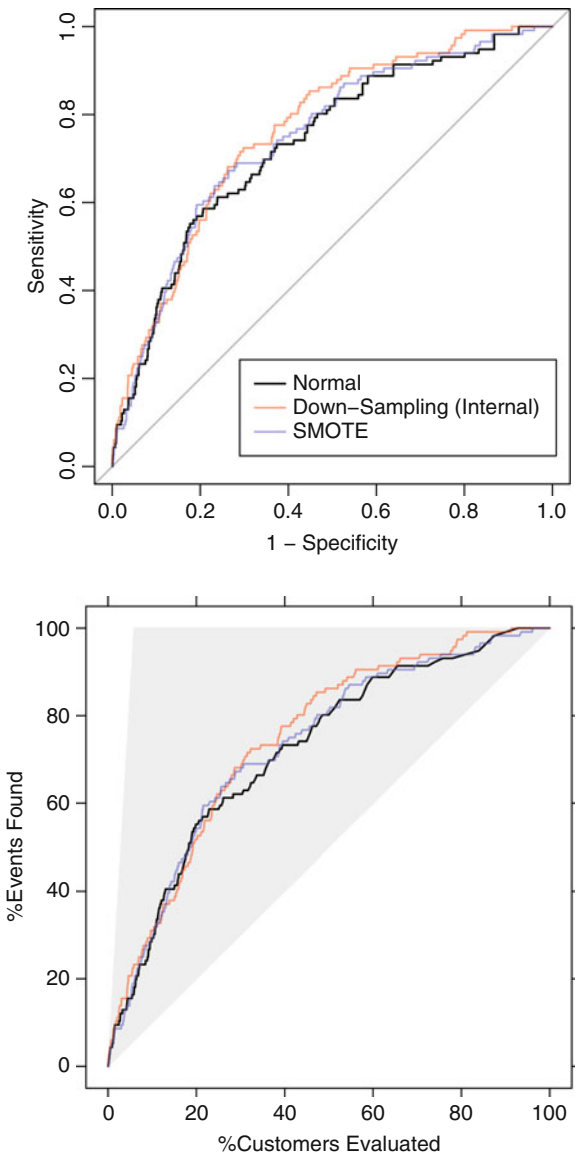 1.0
0.8
0.6
0.4
0.2
0.0
Sensitivity
Normal
Down−Sampling (Internal)
SMOTE
0.0 0.2 0.4 0.6 0.8 1.0
1 − Specificity
100
80
60
40
20
0
%Events Found
0 20 40 60 80 100
%Customers Evaluated